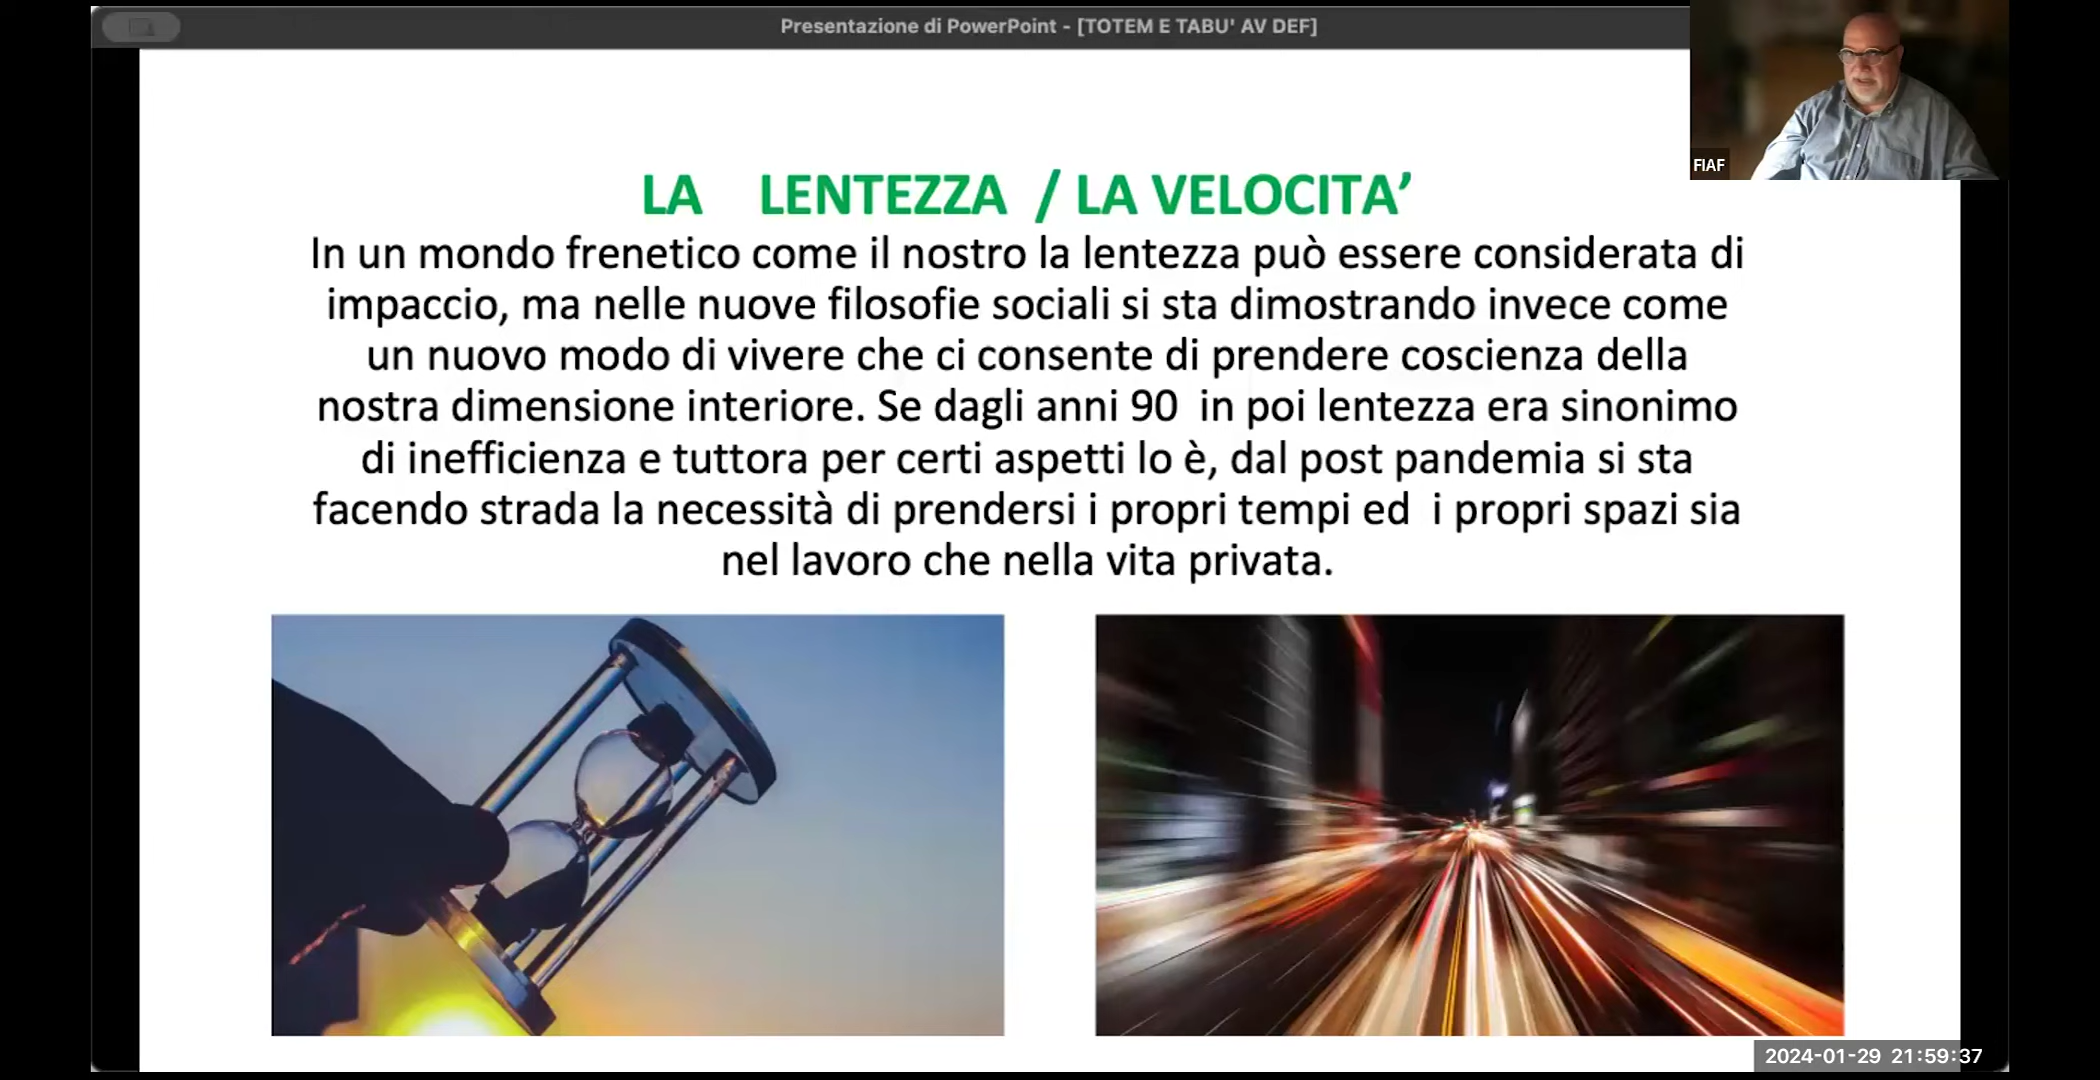 Presentazione di PowerPoint - [TOTEM E TABU' AV DEF]
FIAF
LA LENTEZZA / LA VELOCITA’
In un mondo frenetico come il nostro la lentezza può essere considerata di
impaccio, ma nelle nuove filosofie sociali si sta dimostrando invece come
un nuovo modo di vivere che ci consente di prendere coscienza della
nostra dimensione interiore. Se dagli anni 90 in poi lentezza era sinonimo
di inefficienza e tuttora per certi aspetti lo è, dal post pandemia si sta
facendo strada la necessità di prendersi i propri tempi ed i propri spazi sia
nel lavoro che nella vita privata.
2024-01-29 21:59:37